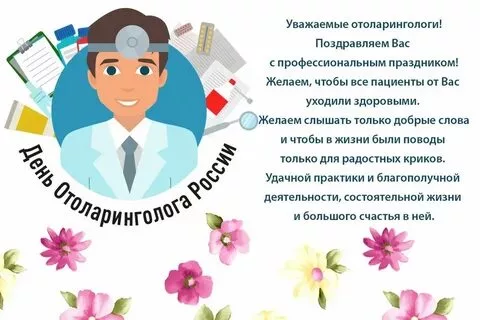 День Отоларинголога России
Уважаемые отоларингологи!
Поздравляем Вас
с профессиональным праздником!
Желаем, чтобы все пациенты от Вас
уходили здоровыми.
Желаем слышать только добрые слова
и чтобы в жизни были поводы
только для радостных криков.
Удачной практики и благополучной
деятельности, состоятельной жизни
и большого счастья в ней.